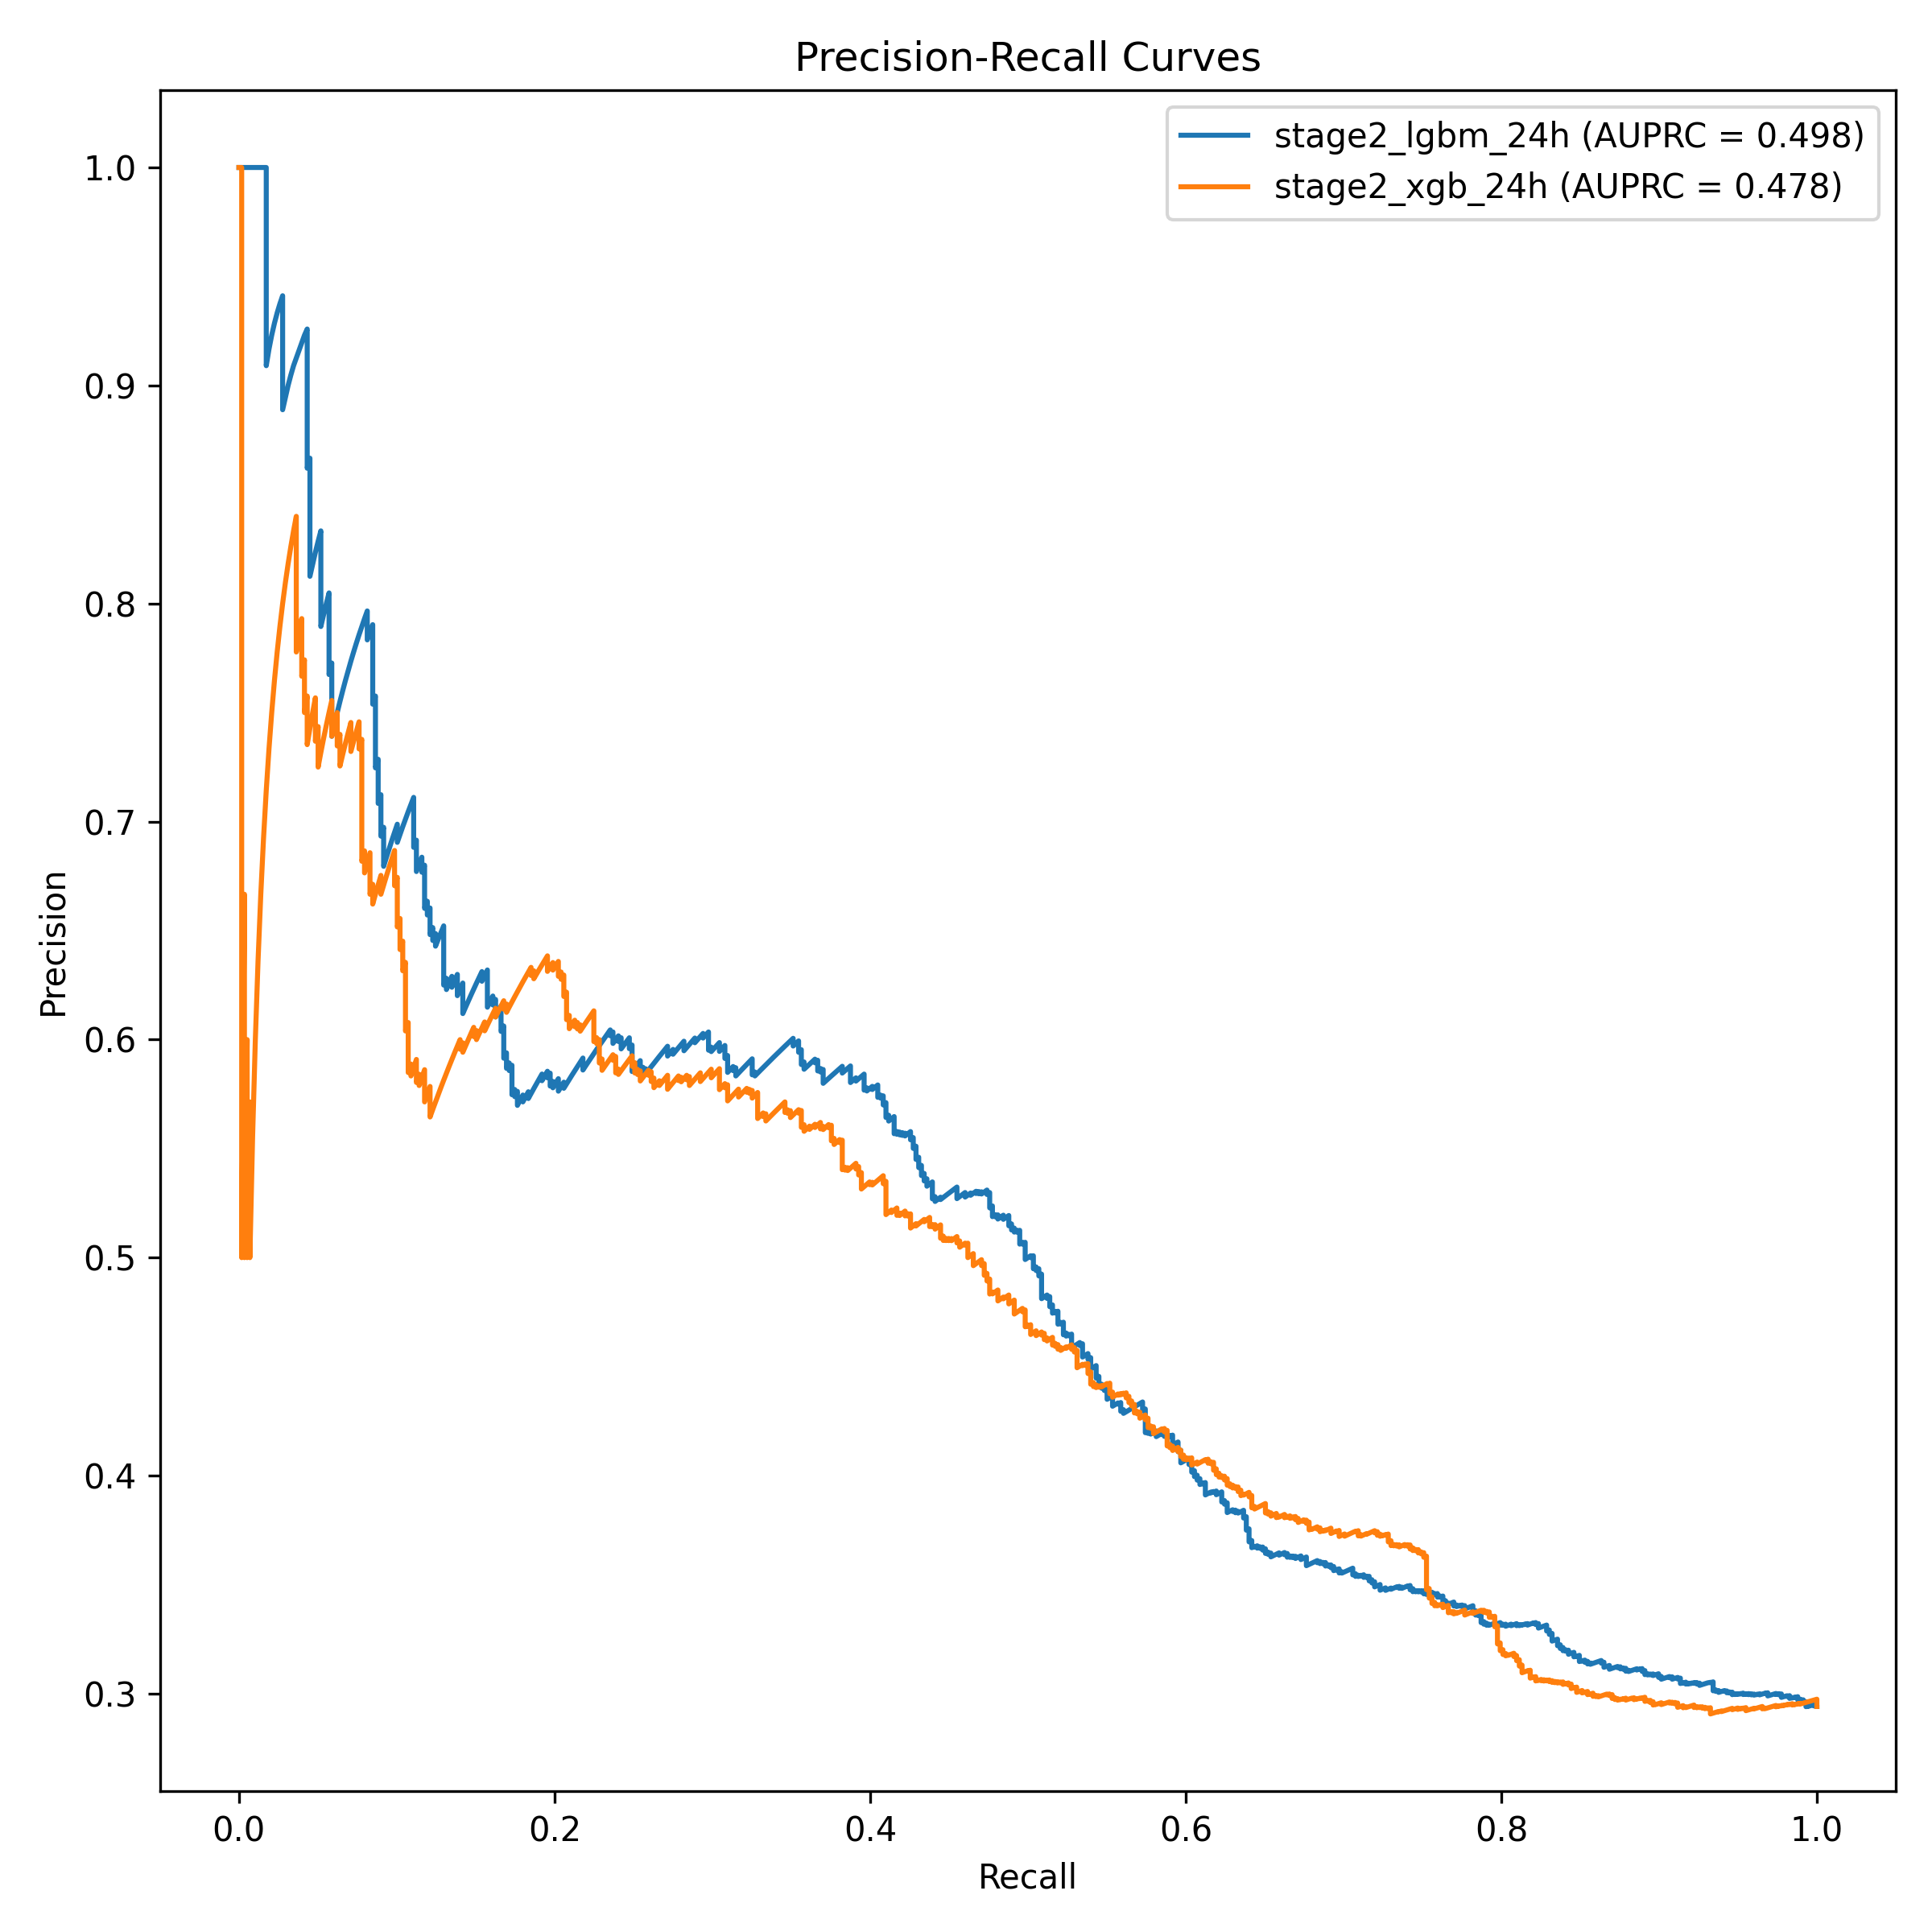 Precision-Recall Curves
stage2_lgbm_24h (AUPRC = 0.498)
stage2_xgb_24h (AUPRC = 0.478)
Precision
1.0
0.9
0.8
0.7
0.6
0.5
0.4
0.3
0.0 0.2 0.4 0.6 0.8 1.0
Recall